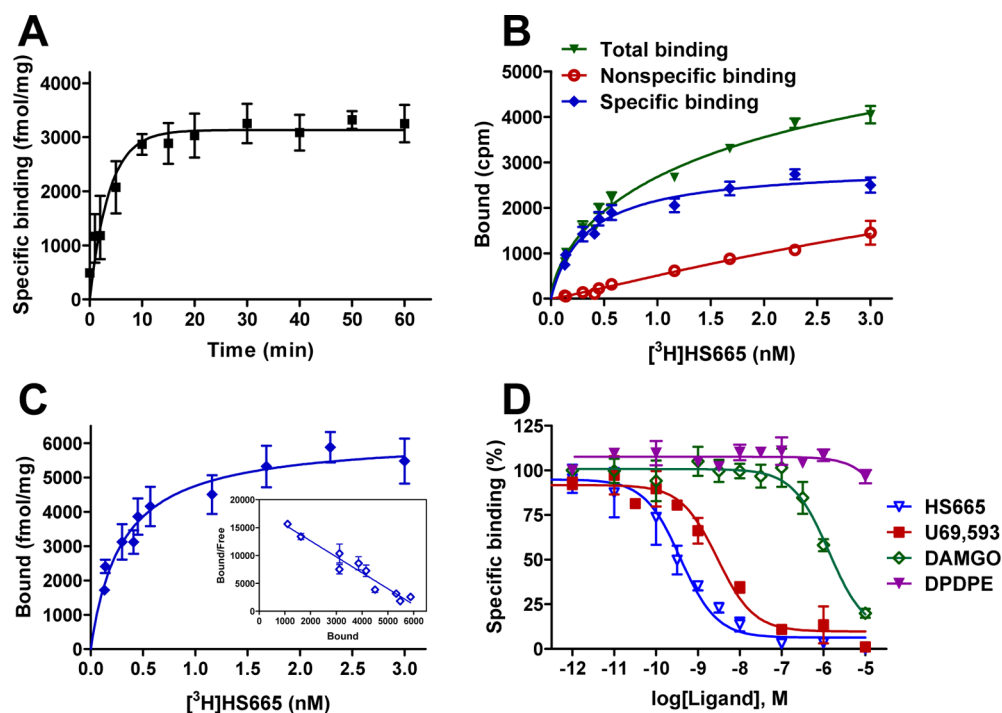 A
Specific binding (fmol/mg)
4000
3000
2000
1000
0
0 10 20 30 40 50 60
Time (min)
B
Total binding
Nonspecific binding
Specific binding
Bound (cpm)
5000
4000
3000
2000
1000
0
0.0 0.5 1.0 1.5 2.0 2.5 3.0
[³H]HS665 (nM)
C
Bound (fmol/mg)
6000
5000
4000
3000
2000
1000
0
0.0 0.5 1.0 1.5 2.0 2.5 3.0
[³H]HS665 (nM)
Bound/Free
20000
15000
10000
5000
0
0 1000 2000 3000 4000 5000 6000
Bound
D
Specific binding (%)
125
100
75
50
25
0
-12 -11 -10 -9 -8 -7 -6 -5
log[Ligand], M
HS665
U69,593
DAMGO
DPDPE